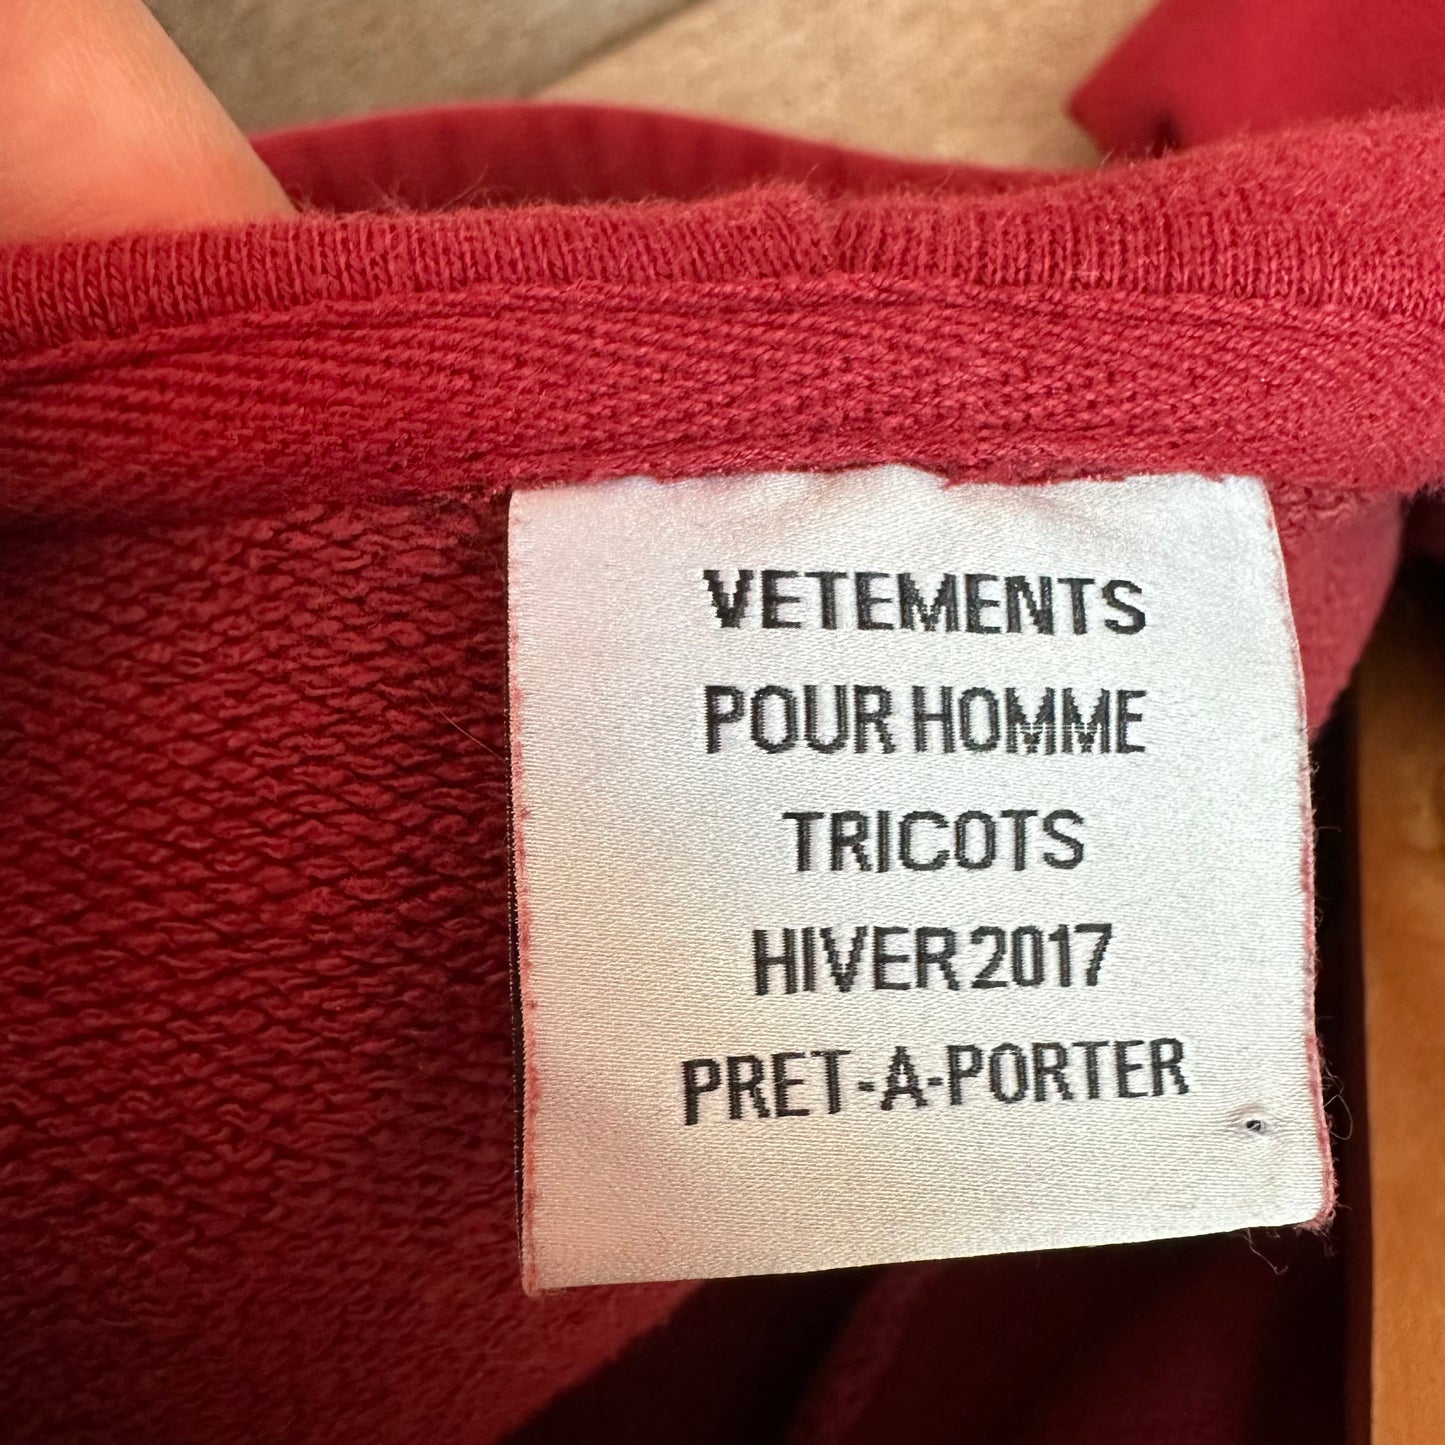 VETEMENTS
POUR HOMME
TRICOTS
HIVER 2017
PRET-A-PORTER